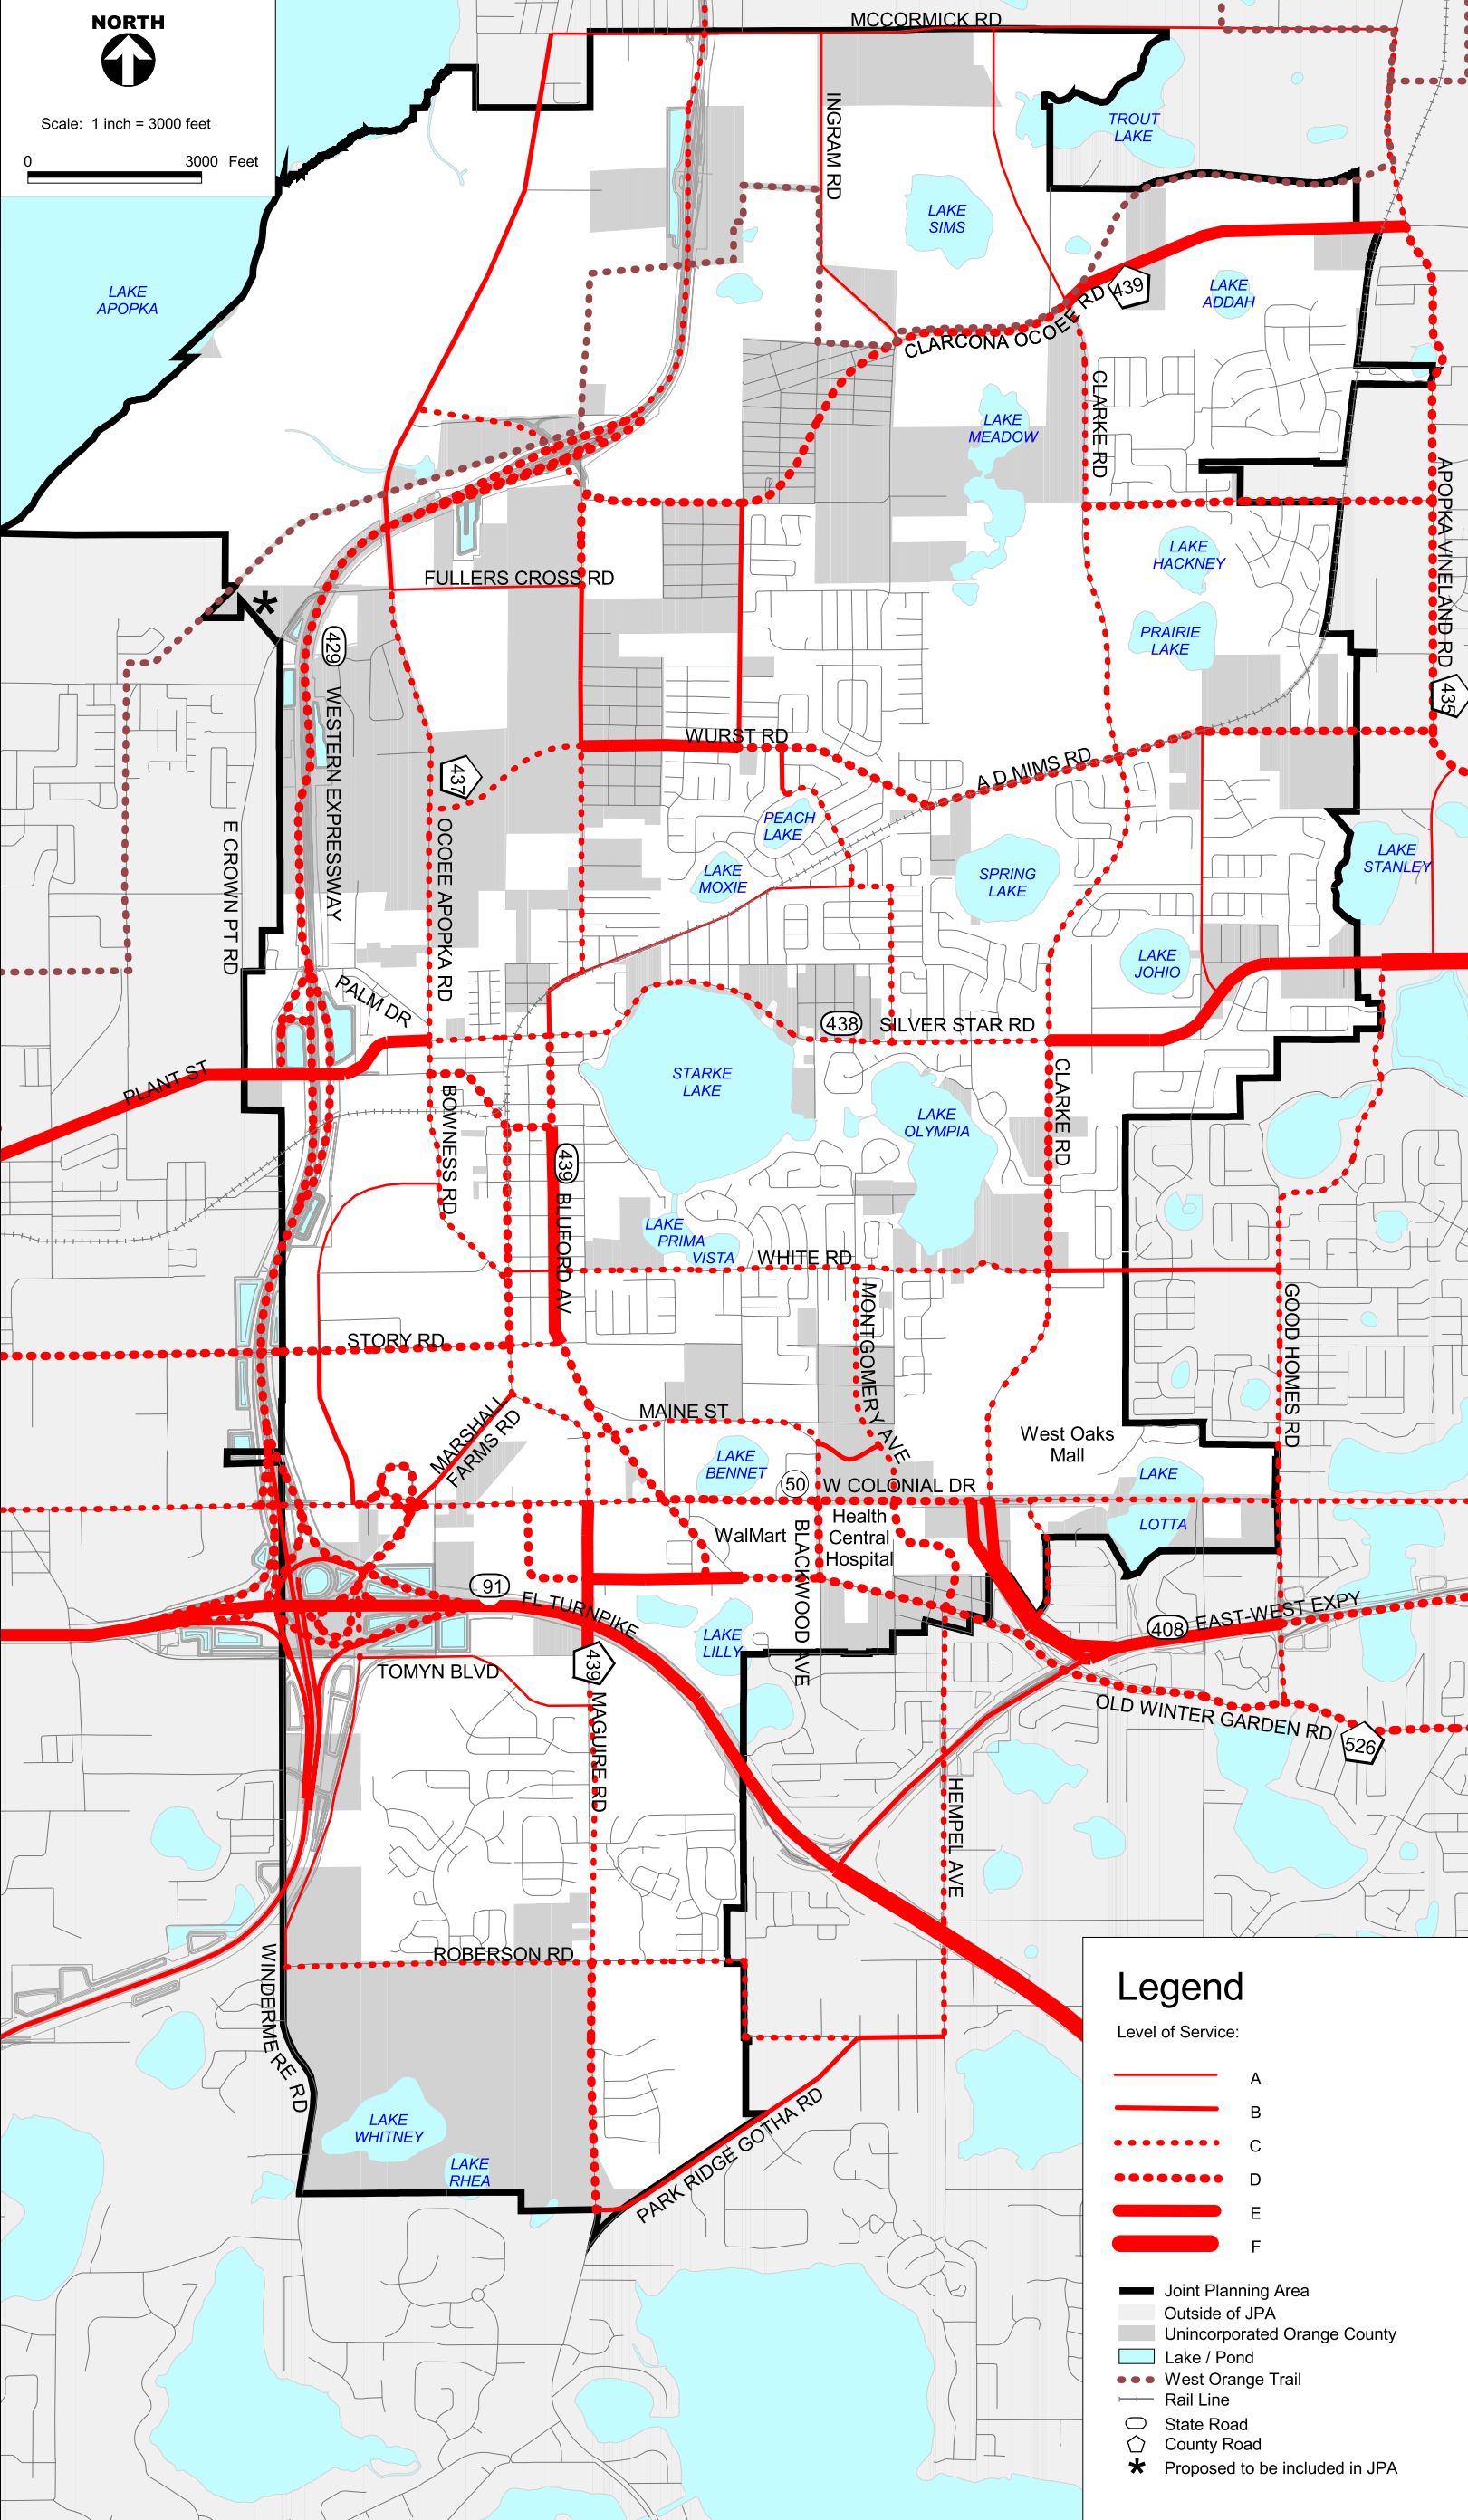 NORTH
Scale: 1 inch = 3000 feet
0 3000 Feet
MCCORMICK RD
INGRAM RD
TROUT
LAKE
LAKE
SIMS
LAKE
APOPKA
LAKE
ADDAH
439
CLARCONA OCOEE RD
CLARKE RD
LAKE
MEADOW
APOPKA VINELAND RD
LAKE
HACKNEY
FULLERS CROSS RD
PRAIRIE
LAKE
429
WESTERN EXPRESSWAY
435
WURST RD
A D MIMS RD
437
OCOEE APOPKA RD
E CROWN PT RD
PEACH
LAKE
LAKE
MOXIE
SPRING
LAKE
LAKE
STANLEY
LAKE
JOHIO
PALM DR
438
SILVER STAR RD
PLANT ST
STARKE
LAKE
BOWNESS RD
LAKE
OLYMPIA
CLARKE RD
439
BLUFORD AV
LAKE
PRIMA
VISTA
WHITE RD
MONTGOMERY AVE
GOOD HOMES RD
STORY RD
MAINE ST
MARSHALL
FARMS RD
West Oaks
Mall
LAKE
BENNET
50
W COLONIAL DR
LAKE
LOTTA
WalMart
BLACKWOOD AVE
Health
Central
Hospital
91
FL TURNPIKE
408
EAST-WEST EXPY
LAKE
LILLY
439
TOMYN BLVD
MAGUIRE RD
OLD WINTER GARDEN RD
526
HEMPEL AVE
ROBERSON RD
WINDERMERE RD
LAKE
WHITNEY
LAKE
RHEA
PARK RIDGE GOTHA RD
Legend
Level of Service:
A
B
C
D
E
F
Joint Planning Area
Outside of JPA
Unincorporated Orange County
Lake / Pond
West Orange Trail
Rail Line
State Road
County Road
* Proposed to be included in JPA